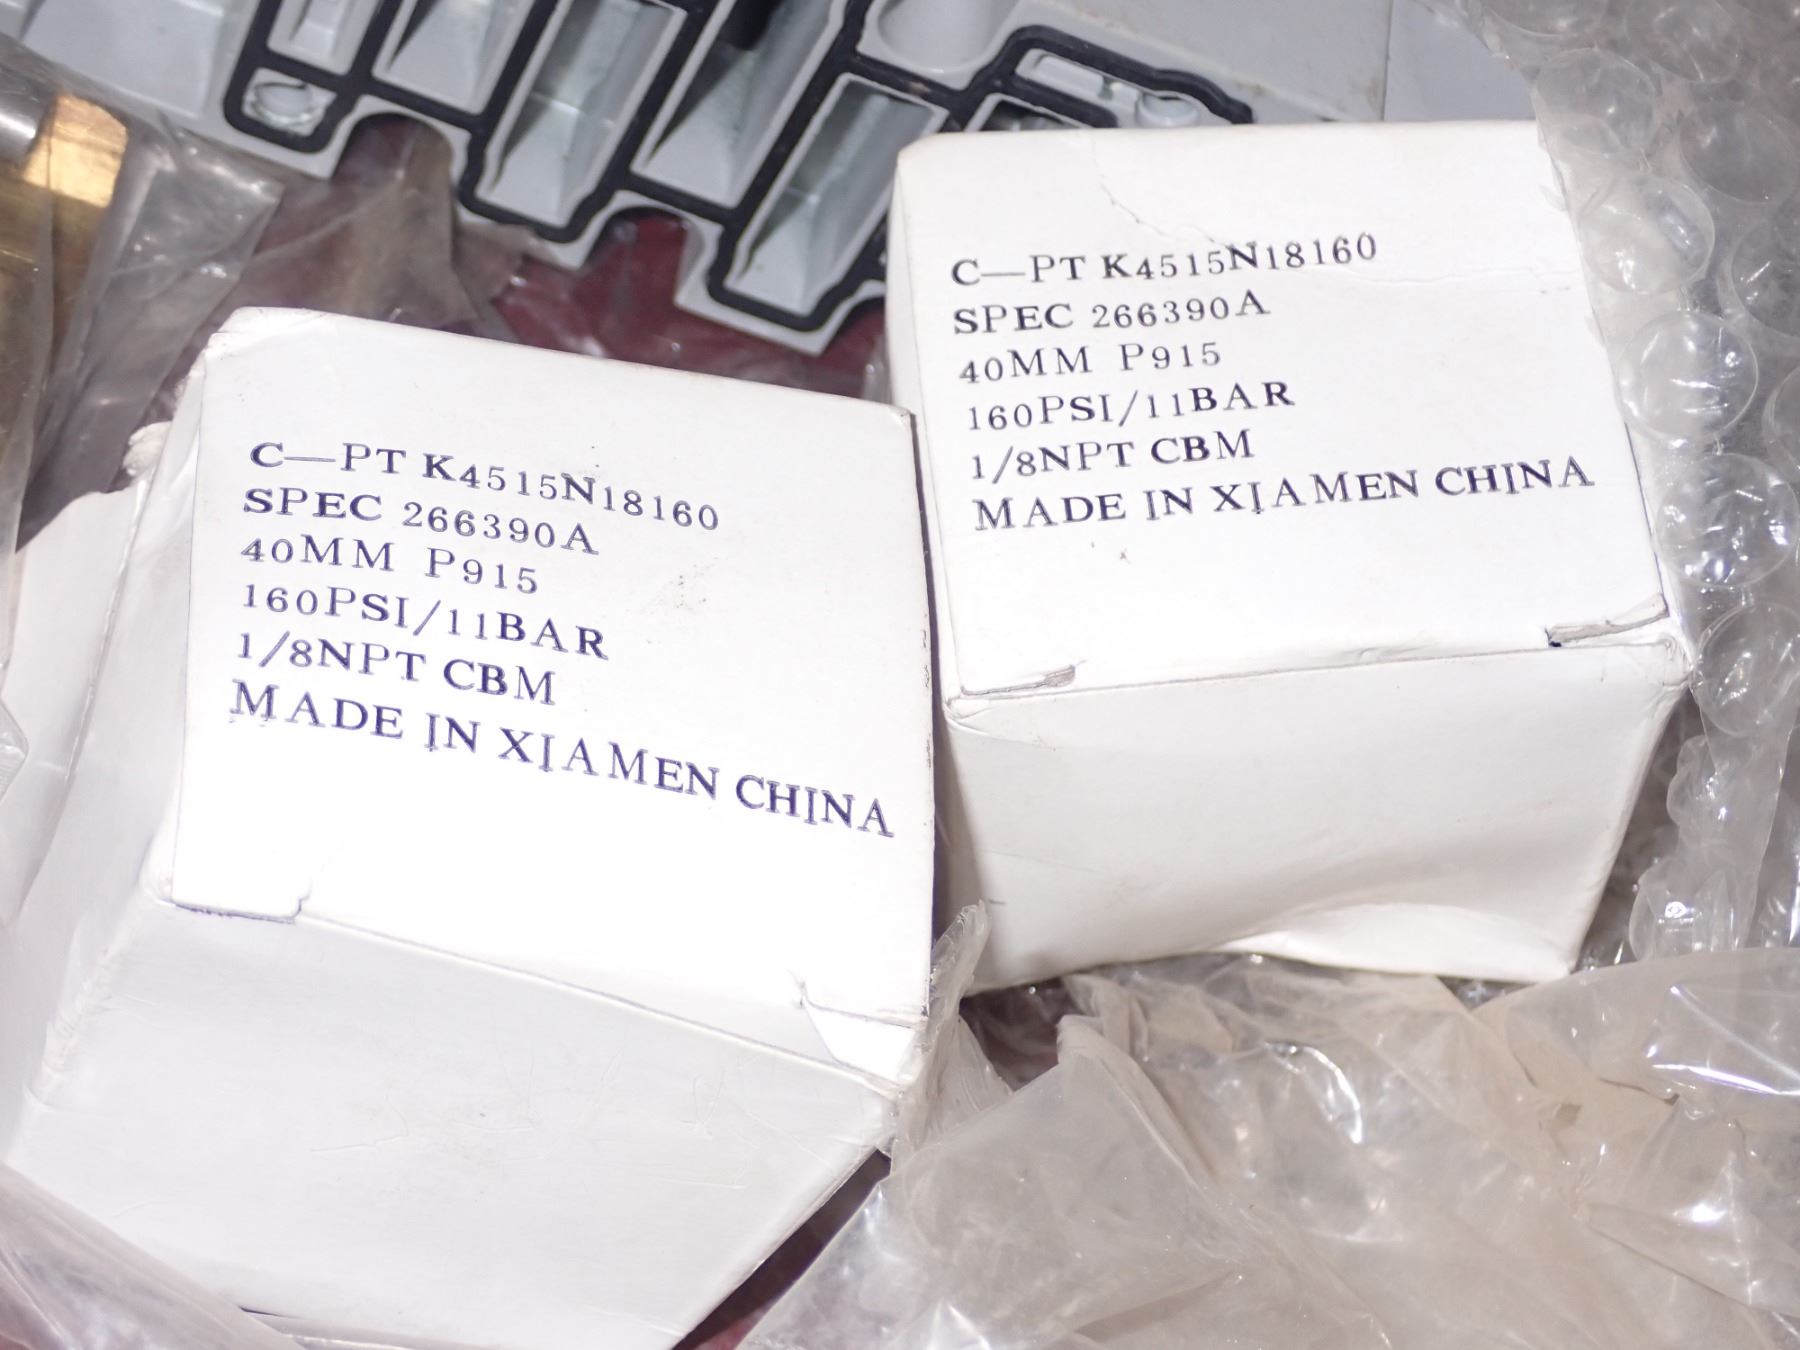 C—PT K4515N18160
SPEC 266390A
40MM P915
160PSI/11BAR
1/8NPT CBM
MADE IN XIAMEN CHINA
C—PT K4515N18160
SPEC 266390A
40MM P915
160PSI/11BAR
1/8NPT CBM
MADE IN XIAMEN CHINA